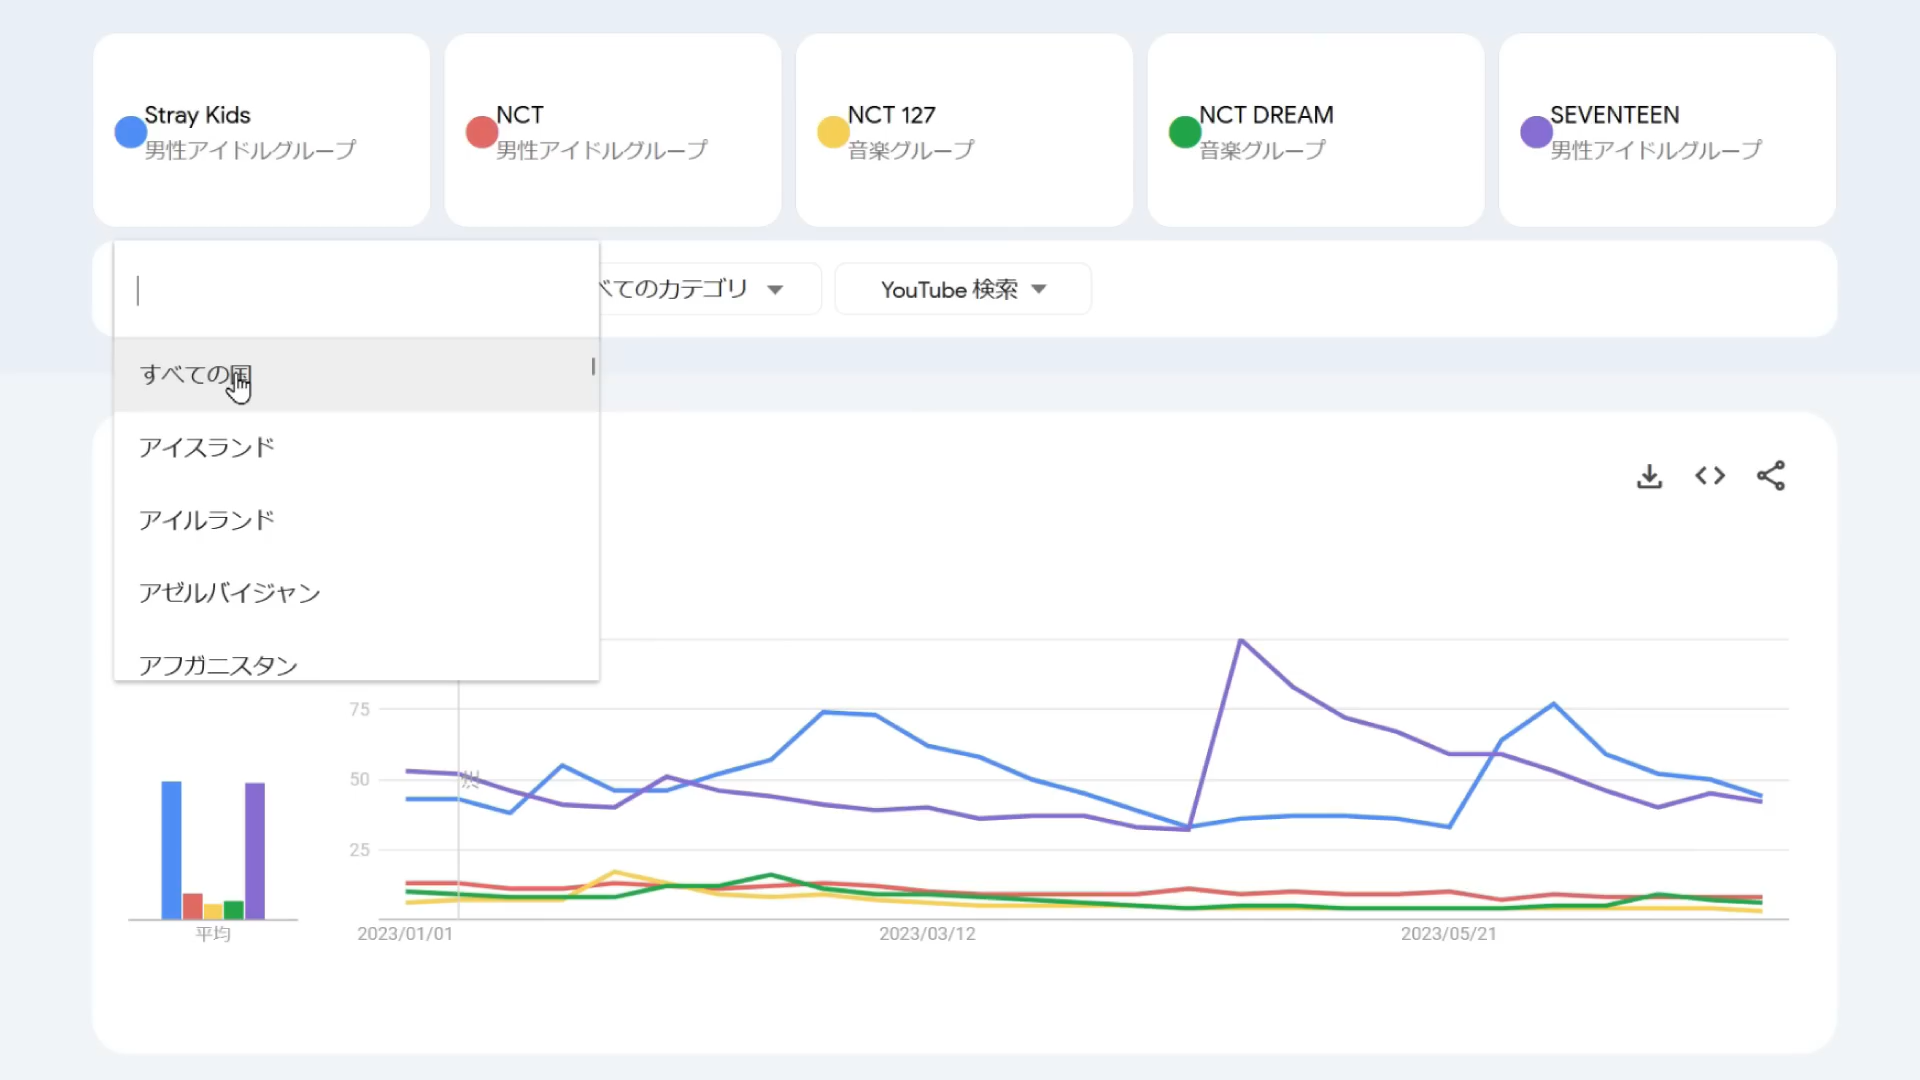 Stray Kids
男性アイドルグループ
NCT
男性アイドルグループ
NCT 127
音楽グループ
NCT DREAM
音楽グループ
SEVENTEEN
男性アイドルグループ
べてのカテゴリ
YouTube 検索
すべての国
アイスランド
アイルランド
アゼルバイジャン
アフガニスタン
75
50
25
平均
2023/01/01
2023/03/12
2023/05/21